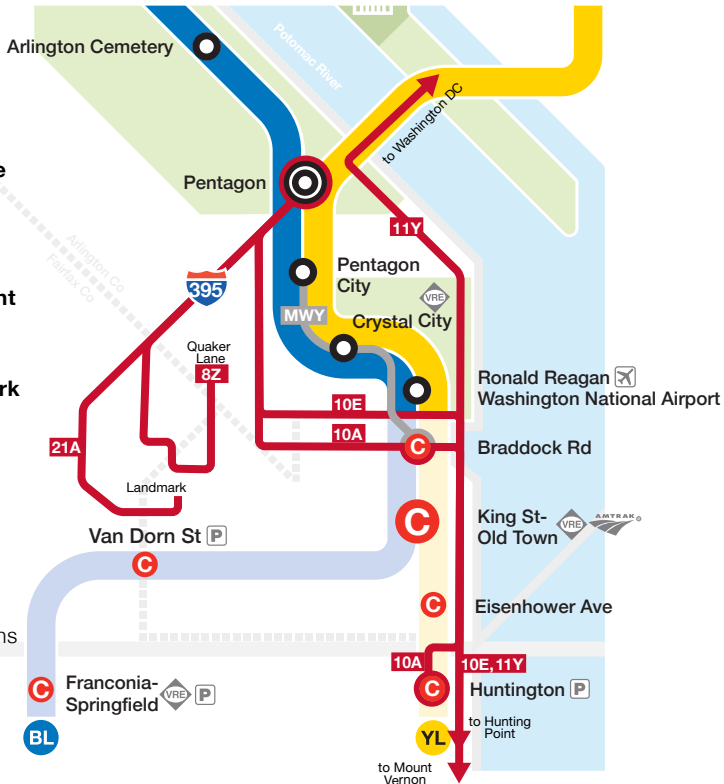 Arlington Cemetery
Potomac River
to Washington DC
e
Pentagon
11Y
Arlington Co
Fairfax Co
Pentagon
City
395
nt
VRE
MWY
Crystal City
Quaker
Lane
8Z
Ronald Reagan
Washington National Airport
rk
10E
10A
21A
C
Braddock Rd
Landmark
C
King St-
Old Town
VRE
AMTRAK
Van Dorn St P
C
C
Eisenhower Ave
ns
10A
10E, 11Y
C
Franconia-
Springfield
VRE
P
C
Huntington P
BL
YL
to Hunting
Point
to Mount
Vernon